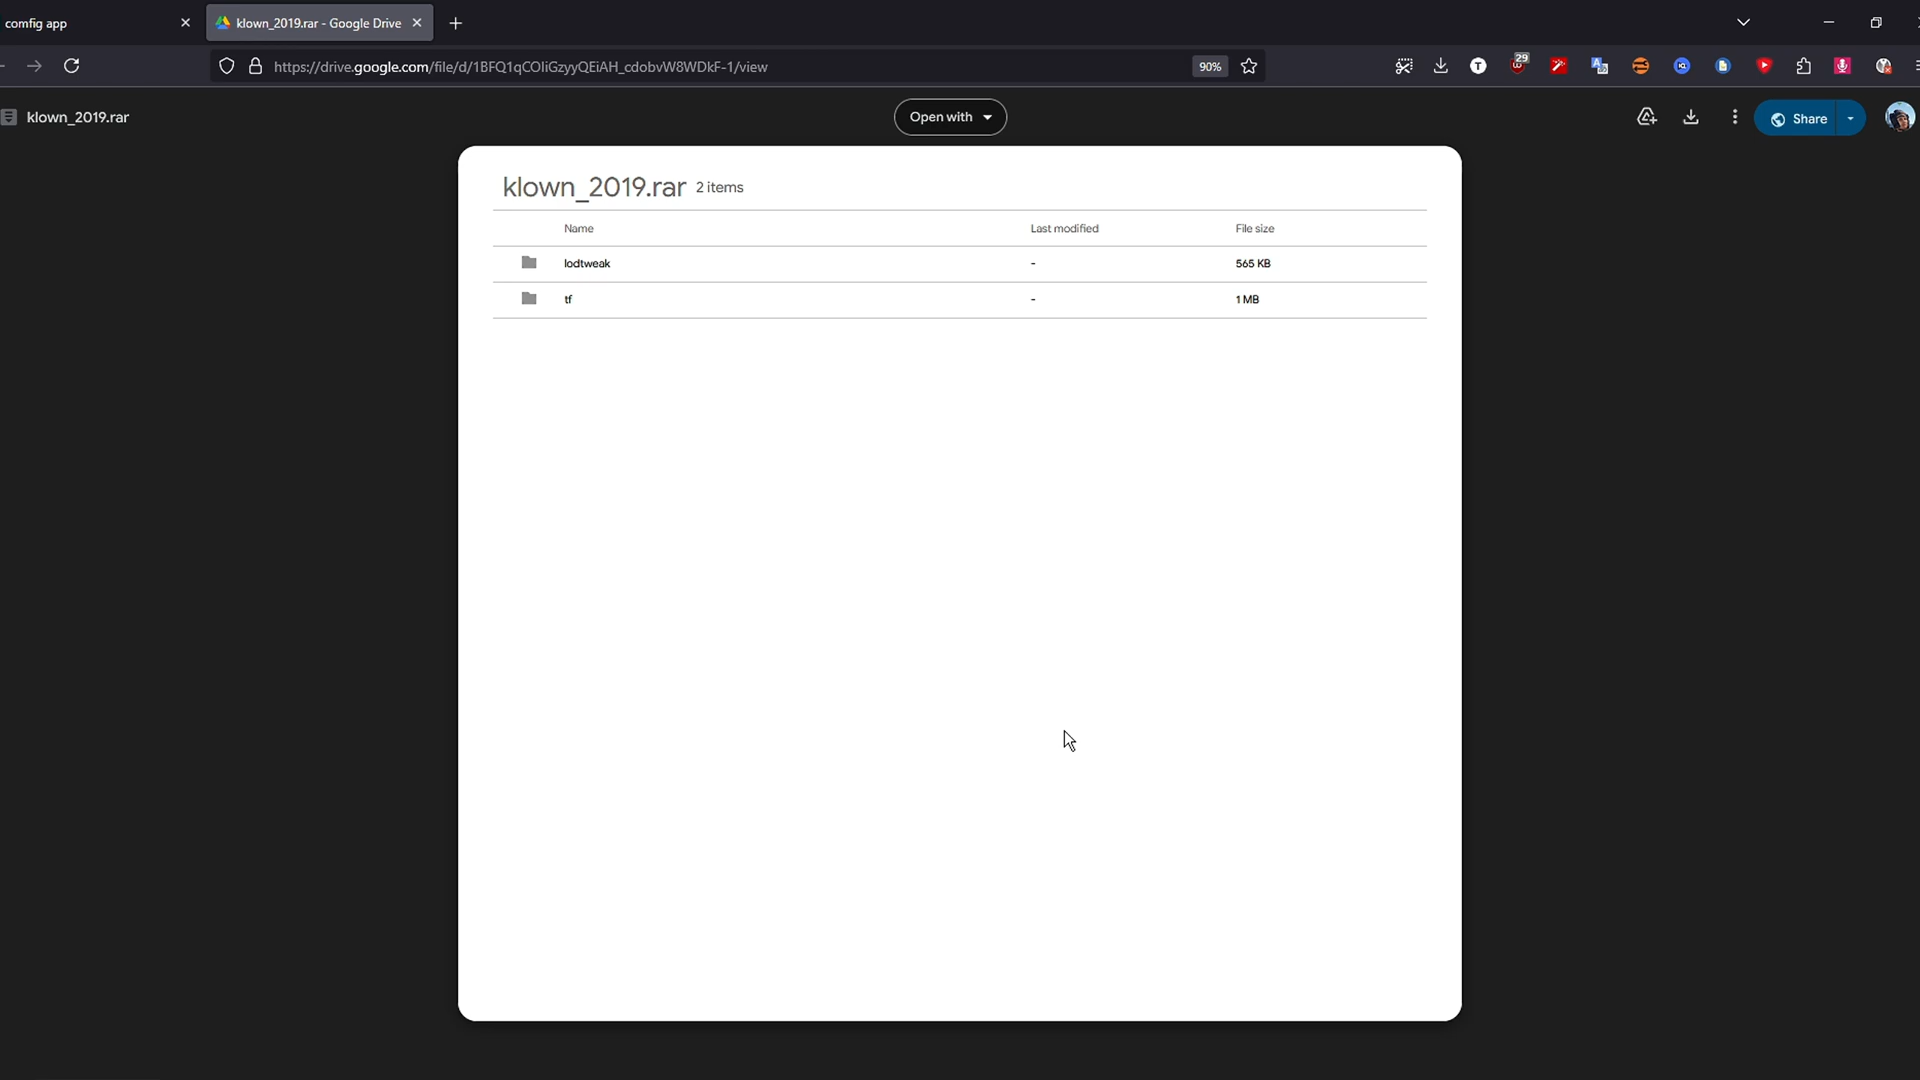 comfig app
klown_2019.rar - Google Drive
https://drive.google.com/file/d/1BFQ1qCOliGzyyQEiAH_cdobvW8WDkF-1/view
90%
29
klown_2019.rar
Open with
Share
klown_2019.rar 2 items
Name Last modified File size
lodtweak - 565 KB
tf - 1 MB